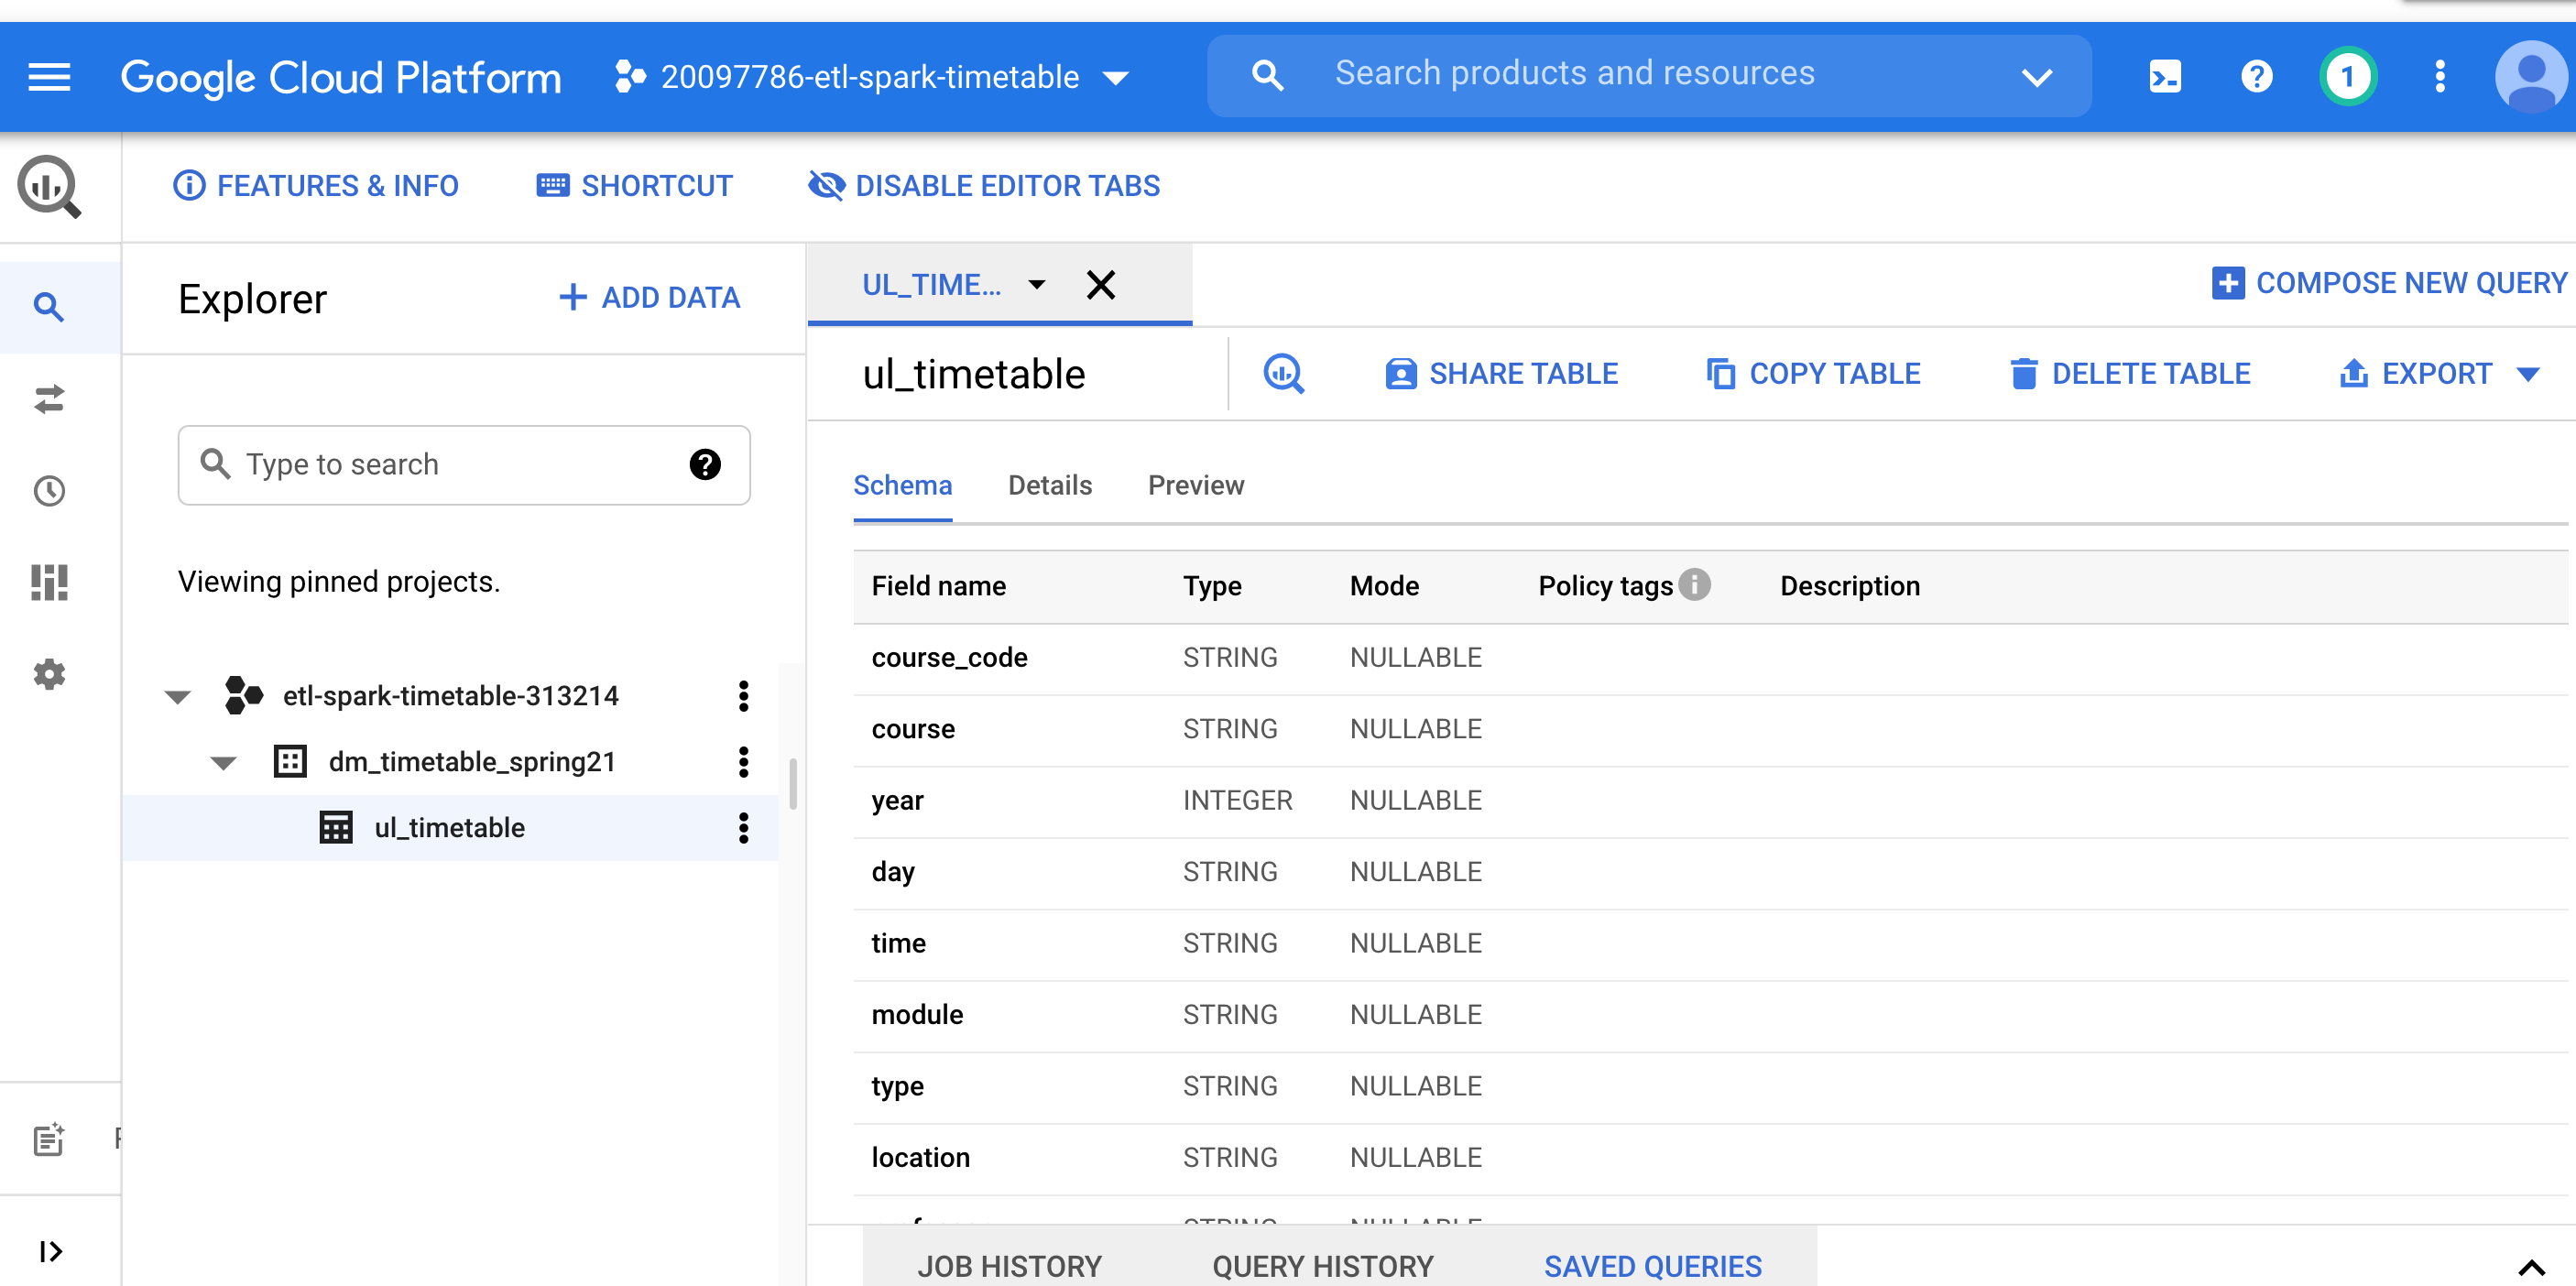 Google Cloud Platform 20097786-etl-spark-timetable Search products and resources 1
FEATURES & INFO SHORTCUT DISABLE EDITOR TABS
Explorer ADD DATA
UL_TIME... COMPOSE NEW QUERY
ul_timetable SHARE TABLE COPY TABLE DELETE TABLE EXPORT
Type to search
Viewing pinned projects.
etl-spark-timetable-313214
dm_timetable_spring21
ul_timetable
Schema Details Preview
Field name Type Mode Policy tags Description
course_code STRING NULLABLE
course STRING NULLABLE
year INTEGER NULLABLE
day STRING NULLABLE
time STRING NULLABLE
module STRING NULLABLE
type STRING NULLABLE
location STRING NULLABLE
STRING NULLABLE
JOB HISTORY QUERY HISTORY SAVED QUERIES